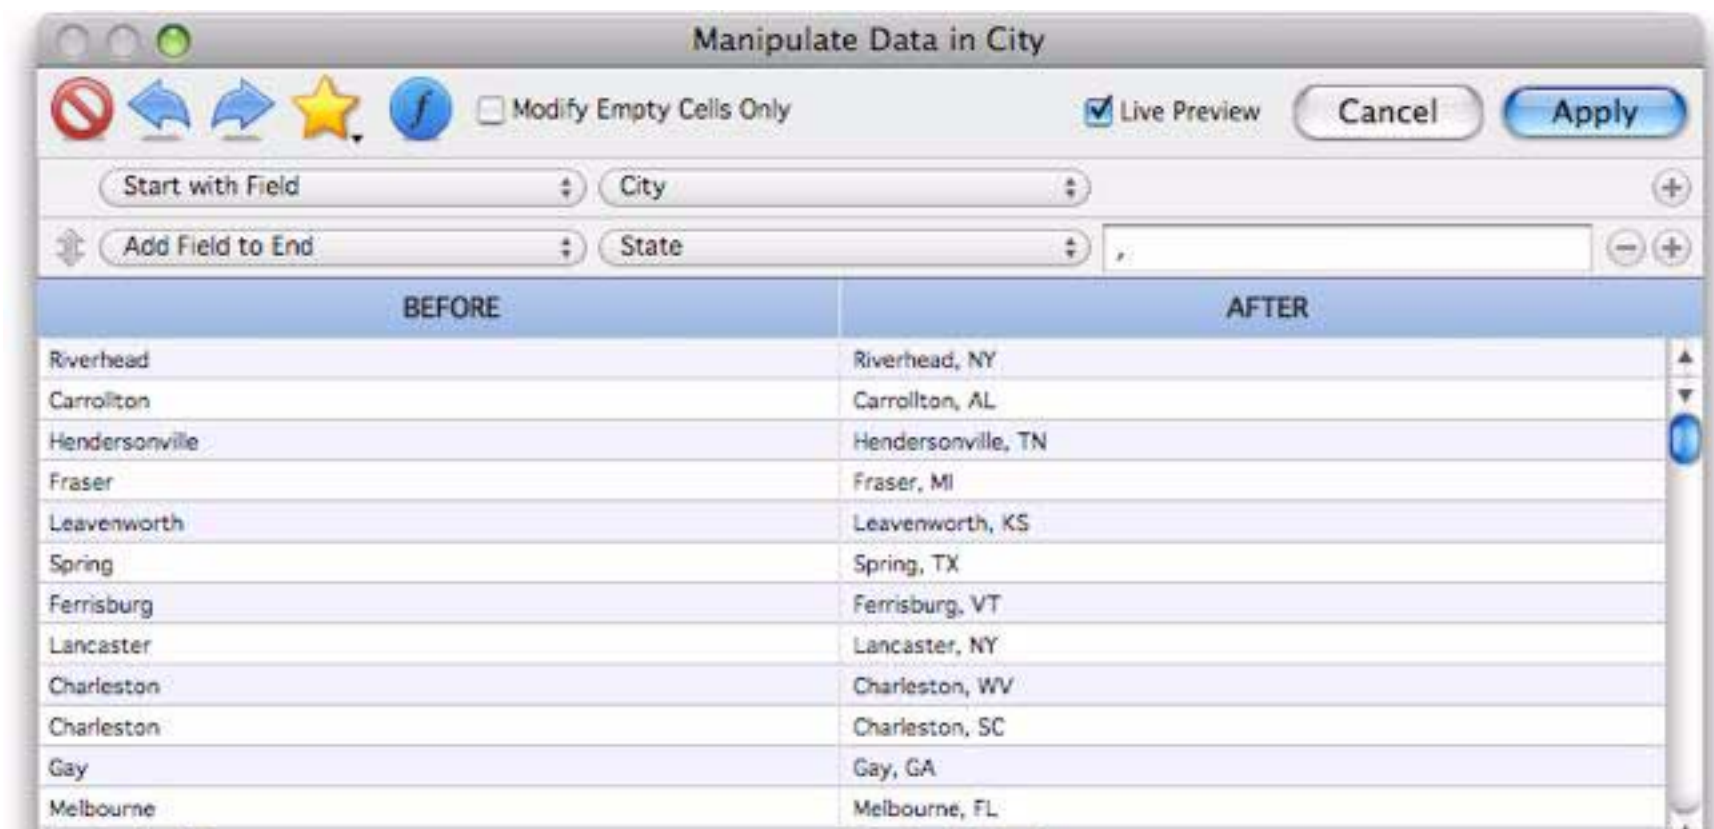 Manipulate Data in City
f Modify Empty Cells Only Live Preview Cancel Apply
Start with Field City
Add Field to End State ,
BEFORE AFTER
Riverhead Riverhead, NY
Carrollton Carrollton, AL
Hendersonville Hendersonville, TN
Fraser Fraser, MI
Leavenworth Leavenworth, KS
Spring Spring, TX
Ferrisburg Ferrisburg, VT
Lancaster Lancaster, NY
Charleston Charleston, WV
Charleston Charleston, SC
Gay Gay, GA
Melbourne Melbourne, FL